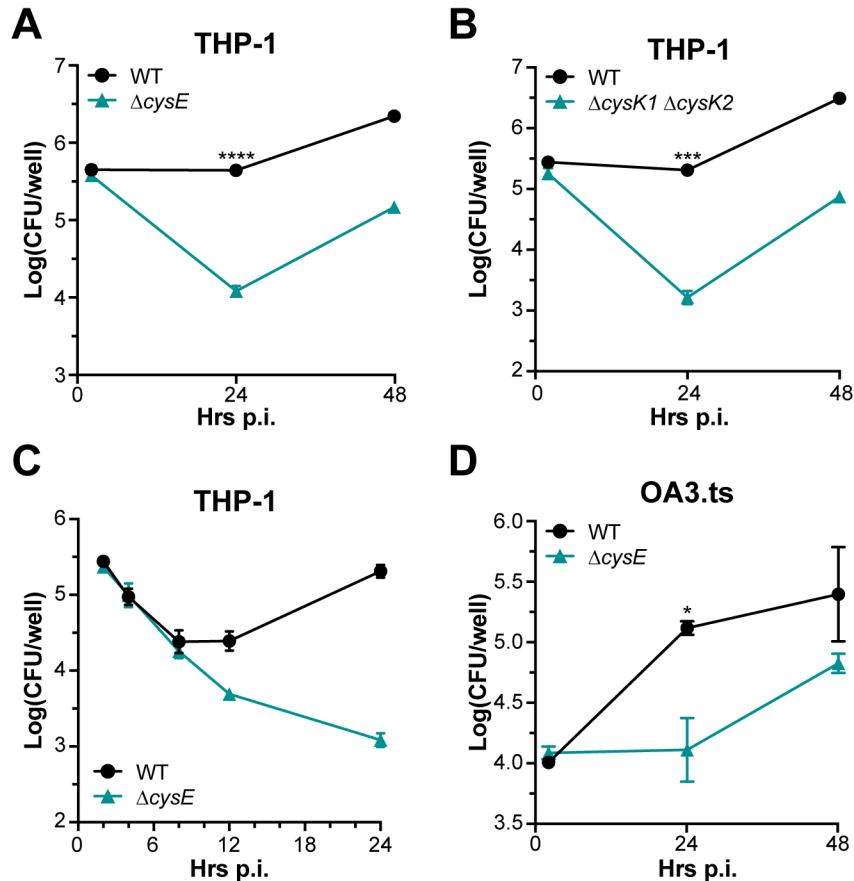 A
THP-1
WT
ΔcysE
****
Log(CFU/well)
7
6
5
4
3
0
24
48
Hrs p.i.
B
THP-1
WT
ΔcysK1 ΔcysK2
***
Log(CFU/well)
7
6
5
4
3
2
0
24
48
Hrs p.i.
C
THP-1
Log(CFU/well)
6
5
4
3
2
WT
ΔcysE
0
6
12
18
24
Hrs p.i.
D
OA3.ts
WT
ΔcysE
*
Log(CFU/well)
6.0
5.5
5.0
4.5
4.0
3.5
0
24
48
Hrs p.i.